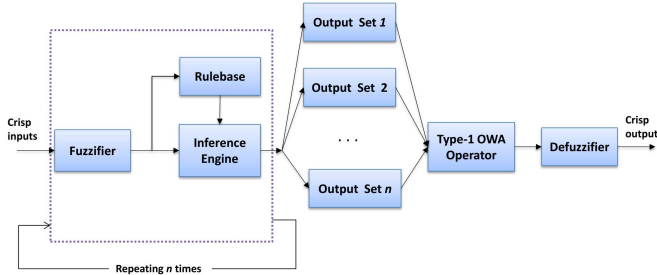 Crisp
inputs
Fuzzifier
Rulebase
Inference
Engine
Repeating n times
Output Set 1
Output Set 2
. . .
Output Set n
Type-1 OWA
Operator
Defuzzifier
Crisp
output